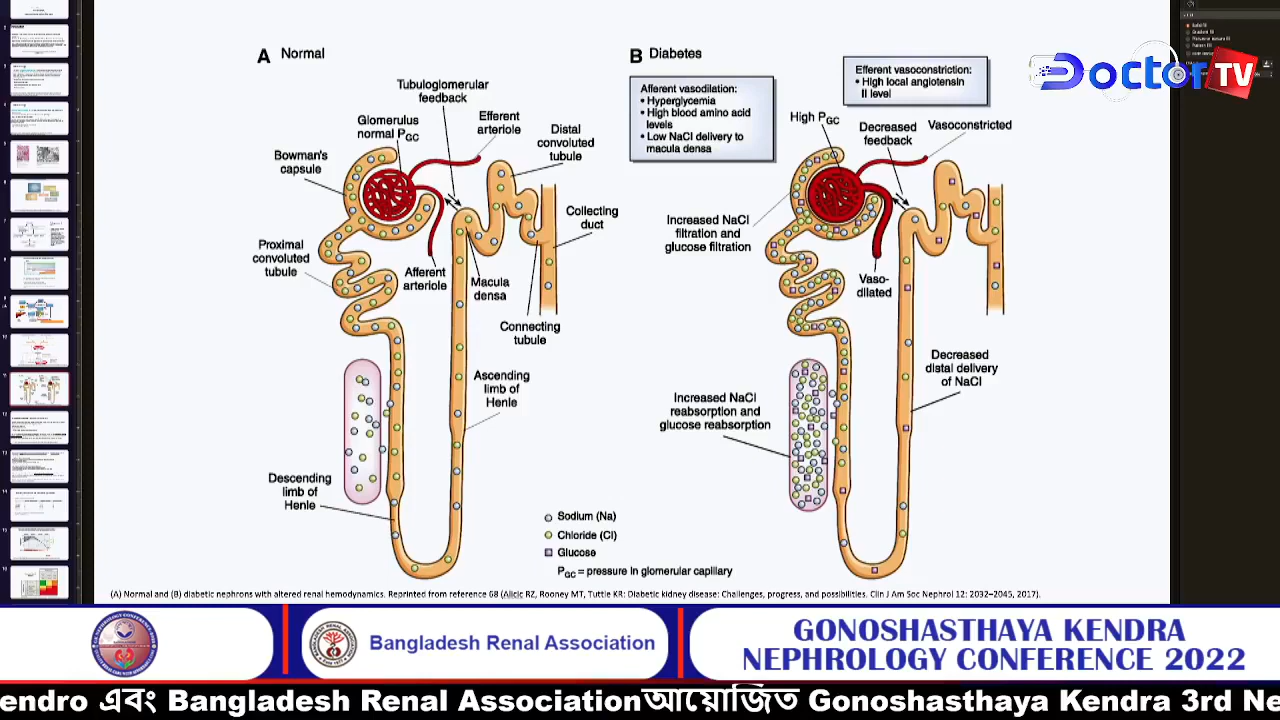 A Normal
Tubuloglomerular
feedback
Glomerulus
normal PGC
Efferent
arteriole
Distal
convoluted
tubule
Bowman's
capsule
Collecting
duct
Proximal
convoluted
tubule
Afferent
arteriole
Macula
densa
Connecting
tubule
Ascending
limb of
Henle
Descending
limb of
Henle
B Diabetes
Afferent vasodilation:
• Hyperglycemia
• High blood amino acid
levels
• Low NaCl delivery to
macula densa
Efferent vasoconstriction:
• High local angiotensin
II level
High PGC
Decreased
feedback
Vasoconstricted
Increased NaCl
filtration and
glucose filtration
Vaso-
dilated
Decreased
distal delivery
of NaCl
Increased NaCl
reabsorption and
glucose reabsorption
Sodium (Na)
Chloride (Cl)
Glucose
PGC = pressure in glomerular capillary
(A) Normal and (B) diabetic nephrons with altered renal hemodynamics. Reprinted from reference 68 (Alicic RZ, Rooney MT, Tuttle KR: Diabetic kidney disease: Challenges, progress, and possibilities. Clin J Am Soc Nephrol 12: 2032–2045, 2017).
Doctor TV
Bangladesh Renal Association
GONOSHASTHAYA KENDRA
NEPHROLOGY CONFERENCE 2022
endro এবং Bangladesh Renal Associationআয়োজিত Gonoshasthaya Kendra 3rd Ne